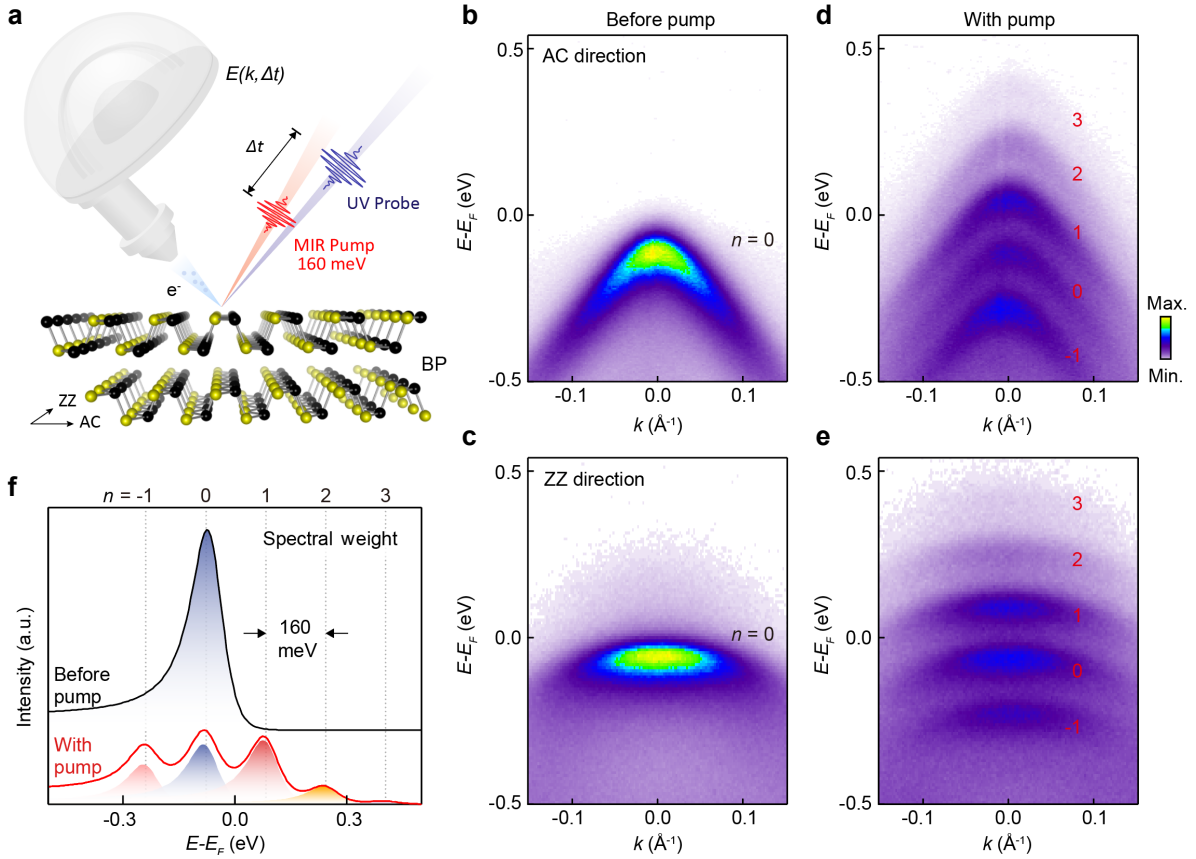 a
E(k,Δt)
Δt
UV Probe
MIR Pump
160 meV
e-
BP
ZZ
AC
b
Before pump
AC direction
n = 0
0.5
0.0
-0.5
E-EF (eV)
-0.1
0.0
0.1
k (Å-1)
d
With pump
3
2
1
0
-1
0.5
0.0
-0.5
E-EF (eV)
-0.1
0.0
0.1
k (Å-1)
Max.
Min.
c
ZZ direction
n = 0
0.5
0.0
-0.5
E-EF (eV)
-0.1
0.0
0.1
k (Å-1)
e
3
2
1
0
-1
0.5
0.0
-0.5
E-EF (eV)
-0.1
0.0
0.1
k (Å-1)
f
n = -1 0 1 2 3
Spectral weight
160
meV
Before
pump
With
pump
Intensity (a.u.)
-0.3
0.0
0.3
E-EF (eV)